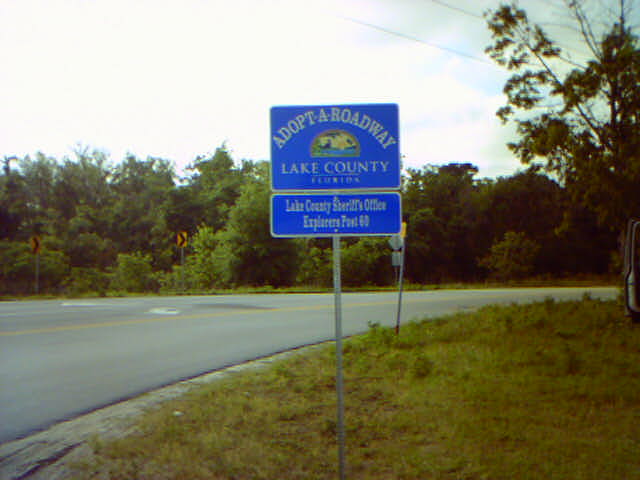 ADOPT-A-ROADWAY
LAKE COUNTY
FLORIDA
Lake County Sheriff's Office
Explorers Post 60